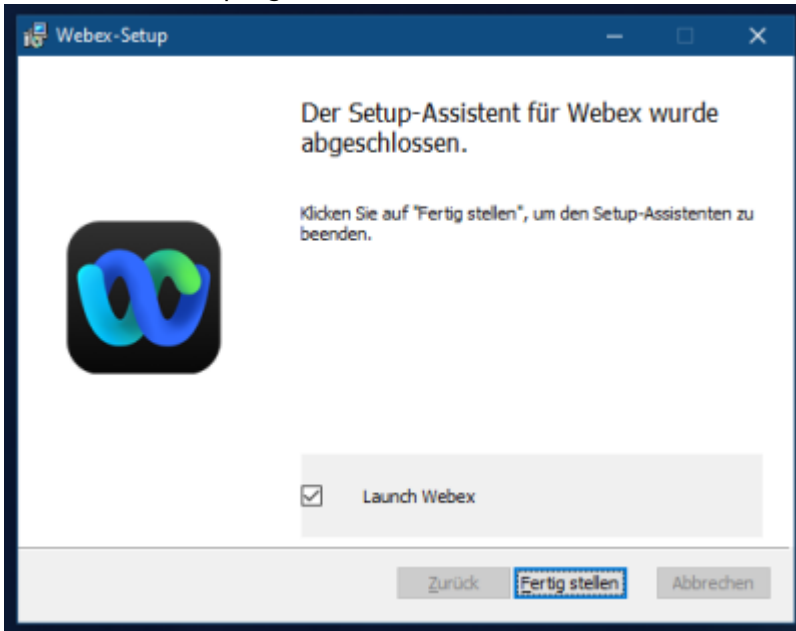 Webex-Setup
Der Setup-Assistent für Webex wurde
abgeschlossen.
Klicken Sie auf "Fertig stellen", um den Setup-Assistenten zu
beenden.
Launch Webex
Zurück
Fertig stellen
Abbrechen